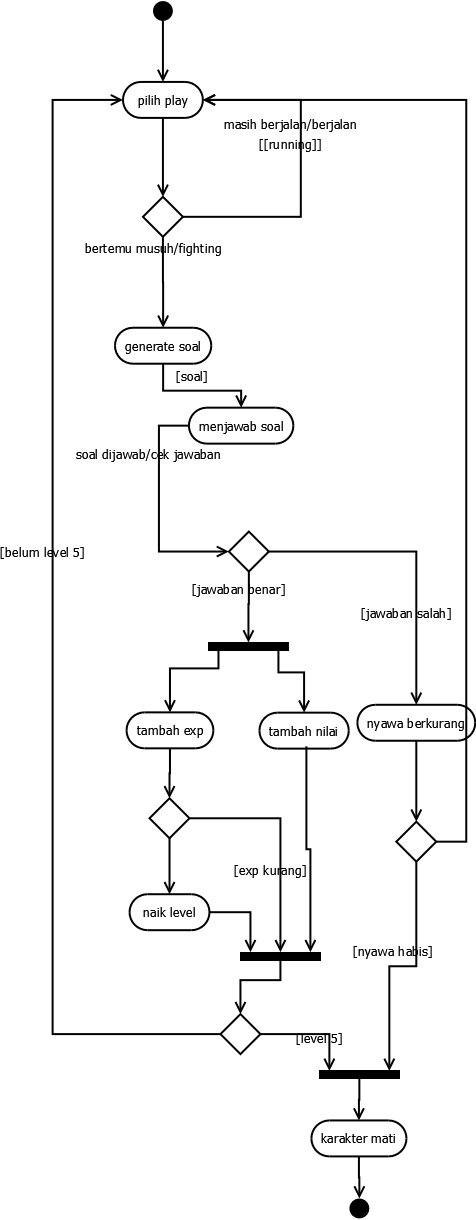 pilih play
masih berjalan/berjalan
[[running]]
bertemu musuh/fighting
generate soal
[soal]
menjawab soal
soal dijawab/cek jawaban
[belum level 5]
[jawaban benar]
[jawaban salah]
tambah exp
tambah nilai
nyawa berkurang
[exp kurang]
naik level
[nyawa habis]
[level 5]
karakter mati